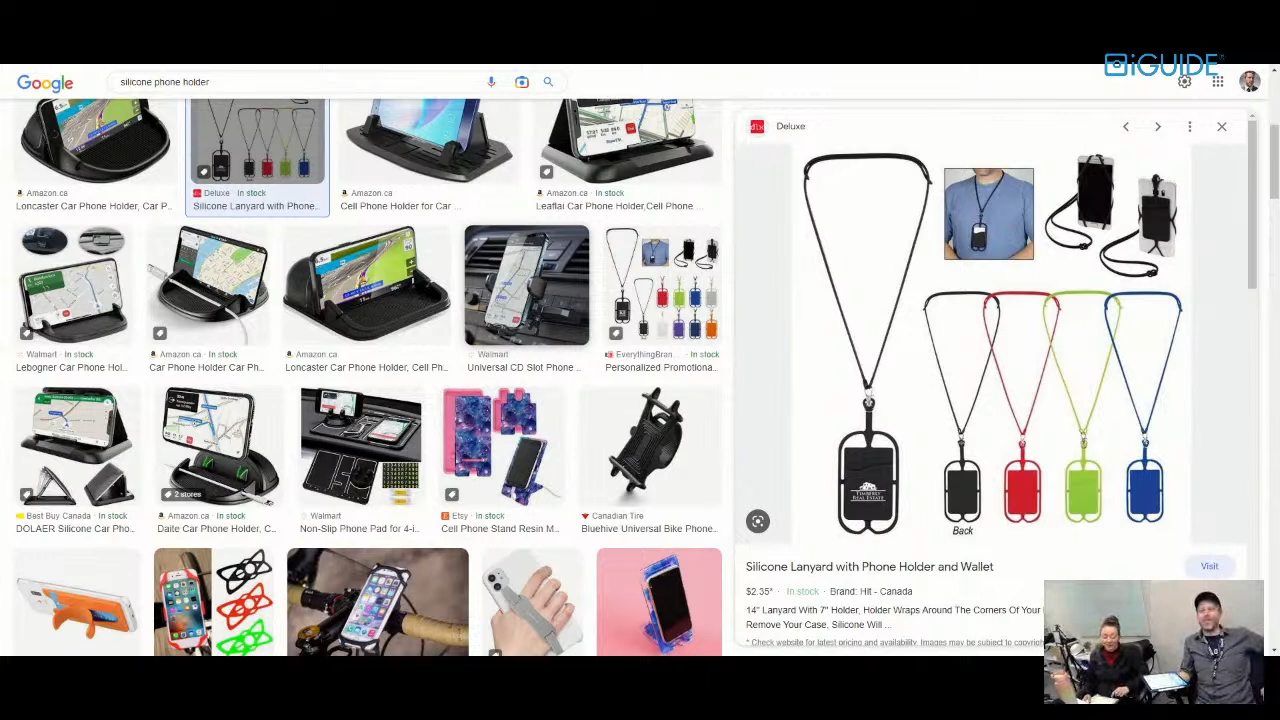 iGUIDE
Google
silicone phone holder
Amazon.ca
Loncaster Car Phone Holder, Car P...
Deluxe · In stock
Silicone Lanyard with Phone...
Amazon.ca
Cell Phone Holder for Car ...
Amazon.ca · In stock
Leaflai Car Phone Holder,Cell Phone ...
Walmart · In stock
Lebogner Car Phone Hol...
Amazon.ca · In stock
Car Phone Holder Car Ph...
Amazon.ca
Loncaster Car Phone Holder, Cell Ph...
Walmart
Universal CD Slot Phone ...
EverythingBran... · In stock
Personalized Promotiona...
2 stores
Best Buy Canada · In stock
DOLAER Silicone Car Pho...
Amazon.ca · In stock
Daite Car Phone Holder, C...
Walmart
Non-Slip Phone Pad for 4-i...
Etsy · In stock
Cell Phone Stand Resin M...
Canadian Tire
Bluehive Universal Bike Phone...
dlx
Deluxe
TIMBERLY
REAL ESTATE
Back
Silicone Lanyard with Phone Holder and Wallet
Visit
$2.35* · In stock · Brand: Hit - Canada
14" Lanyard With 7" Holder, Holder Wraps Around The Corners Of Your
Remove Your Case, Silicone Will ...
* Check website for latest pricing and availability. Images may be subject to copyright